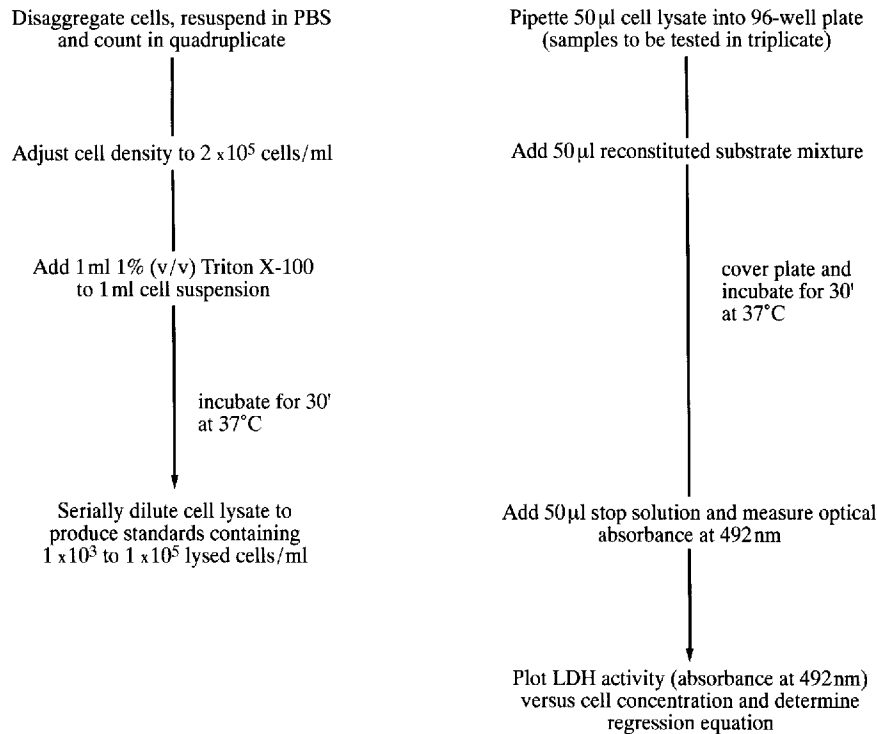 Disaggregate cells, resuspend in PBS
and count in quadruplicate
Adjust cell density to 2 x10⁵ cells/ml
Add 1 ml 1% (v/v) Triton X-100
to 1 ml cell suspension
incubate for 30'
at 37°C
Serially dilute cell lysate to
produce standards containing
1 x10³ to 1 x10⁵ lysed cells/ml
Pipette 50 µl cell lysate into 96-well plate
(samples to be tested in triplicate)
Add 50 µl reconstituted substrate mixture
cover plate and
incubate for 30'
at 37°C
Add 50 µl stop solution and measure optical
absorbance at 492 nm
Plot LDH activity (absorbance at 492nm)
versus cell concentration and determine
regression equation